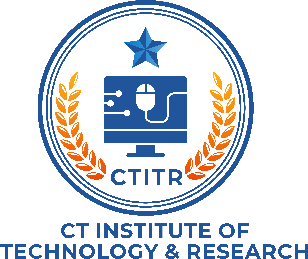 CTITR
CT INSTITUTE OF
TECHNOLOGY & RESEARCH